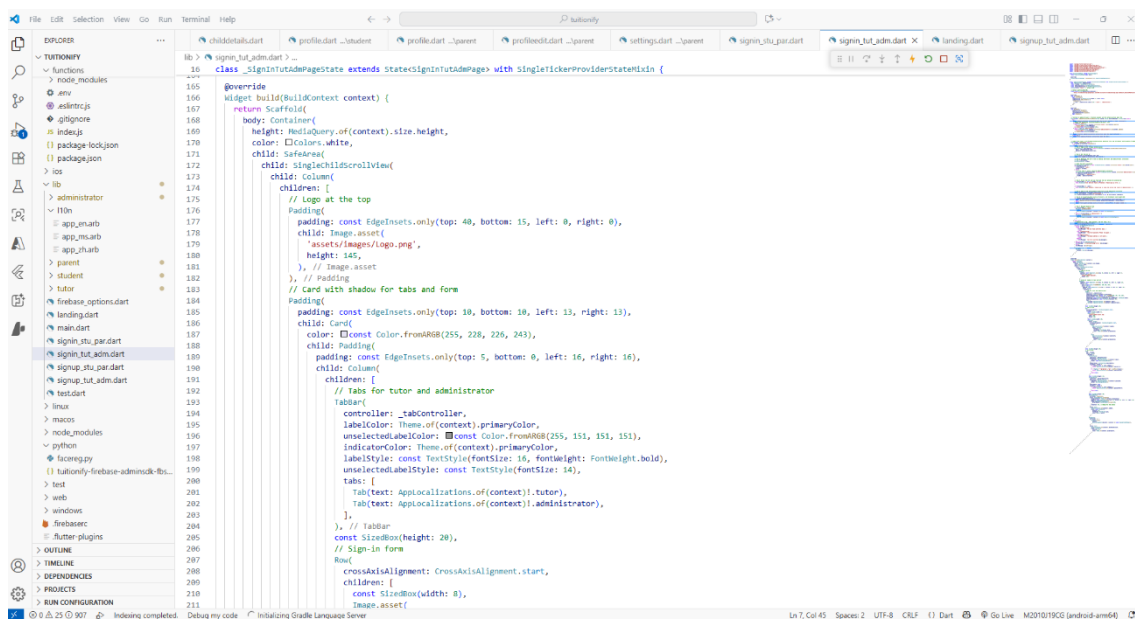 File Edit Selection View Go Run Terminal Help
tuitionify
EXPLORER
TUITIONIFY
functions
node_modules
.env
.eslintrc.js
.gitignore
index.js
package-lock.json
package.json
ios
lib
administrator
l10n
app_en.arb
app_ms.arb
app_zh.arb
parent
student
tutor
firebase_options.dart
landing.dart
main.dart
signin_stu_par.dart
signin_tut_adm.dart
signup_stu_par.dart
signup_tut_adm.dart
test.dart
linux
macos
node_modules
python
facereg.py
tuitionify-firebase-adminsdk-fbs...
test
web
windows
.firebaserc
.flutter-plugins
OUTLINE
TIMELINE
DEPENDENCIES
PROJECTS
RUN CONFIGURATION
childdetails.dart
profile.dart ...\student
profile.dart ...\parent
profileedit.dart ...\parent
settings.dart ...\parent
signin_stu_par.dart
signin_tut_adm.dart
landing.dart
signup_tut_adm.dart
lib > signin_tut_adm.dart > ...
16 class _SignInTutAdmPageState extends State<SignInTutAdmPage> with SingleTickerProviderStateMixin {
165 @override
166 Widget build(BuildContext context) {
167 return Scaffold(
168 body: Container(
169 height: MediaQuery.of(context).size.height,
170 color: Colors.white,
171 child: SafeArea(
172 child: SingleChildScrollView(
173 child: Column(
174 children: [
175 // Logo at the top
176 Padding(
177 padding: const EdgeInsets.only(top: 40, bottom: 15, left: 0, right: 0),
178 child: Image.asset(
179 'assets/images/Logo.png',
180 height: 145,
181 ), // Image.asset
182 ), // Padding
183 // Card with shadow for tabs and form
184 Padding(
185 padding: const EdgeInsets.only(top: 10, bottom: 10, left: 13, right: 13),
186 child: Card(
187 color: const Color.fromARGB(255, 228, 226, 243),
188 child: Padding(
189 padding: const EdgeInsets.only(top: 5, bottom: 0, left: 16, right: 16),
190 child: Column(
191 children: [
192 // Tabs for tutor and administrator
193 TabBar(
194 controller: _tabController,
195 labelColor: Theme.of(context).primaryColor,
196 unselectedLabelColor: const Color.fromARGB(255, 151, 151, 151),
197 indicatorColor: Theme.of(context).primaryColor,
198 labelStyle: const TextStyle(fontSize: 16, fontWeight: FontWeight.bold),
199 unselectedLabelStyle: const TextStyle(fontSize: 14),
200 tabs: [
201 Tab(text: AppLocalizations.of(context)!.tutor),
202 Tab(text: AppLocalizations.of(context)!.administrator),
203 ],
204 ), // TabBar
205 const SizedBox(height: 20),
206 // Sign-in form
207 Row(
208 crossAxisAlignment: CrossAxisAlignment.start,
209 children: [
210 const SizedBox(width: 8),
211 Image.asset(
0 25 907 Indexing completed. Debug my code Initializing Gradle Language Server Ln 7, Col 45 Spaces: 2 UTF-8 CRLF {} Dart Go Live M2010J19CG (android-arm64)